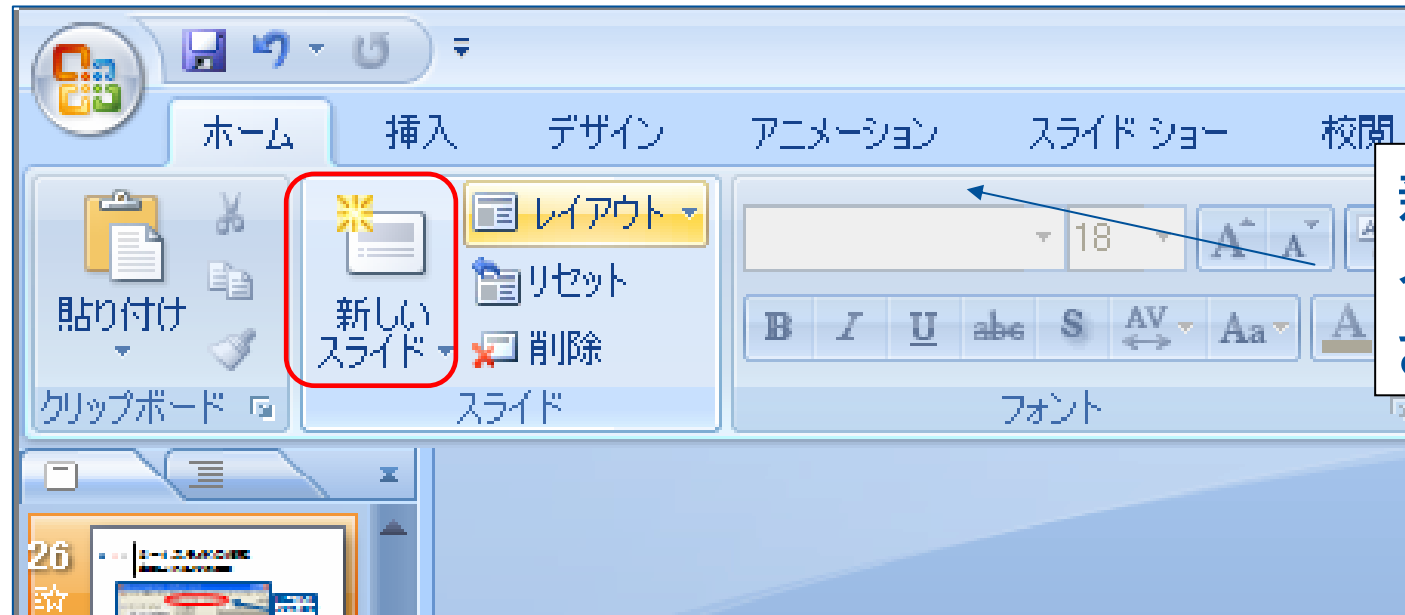 ホーム 挿入 デザイン アニメーション スライド ショー 校閲
貼り付け
新しい
スライド
レイアウト
リセット
削除
18
A A
B I U abc S AV Aa A
クリップボード スライド フォント
26